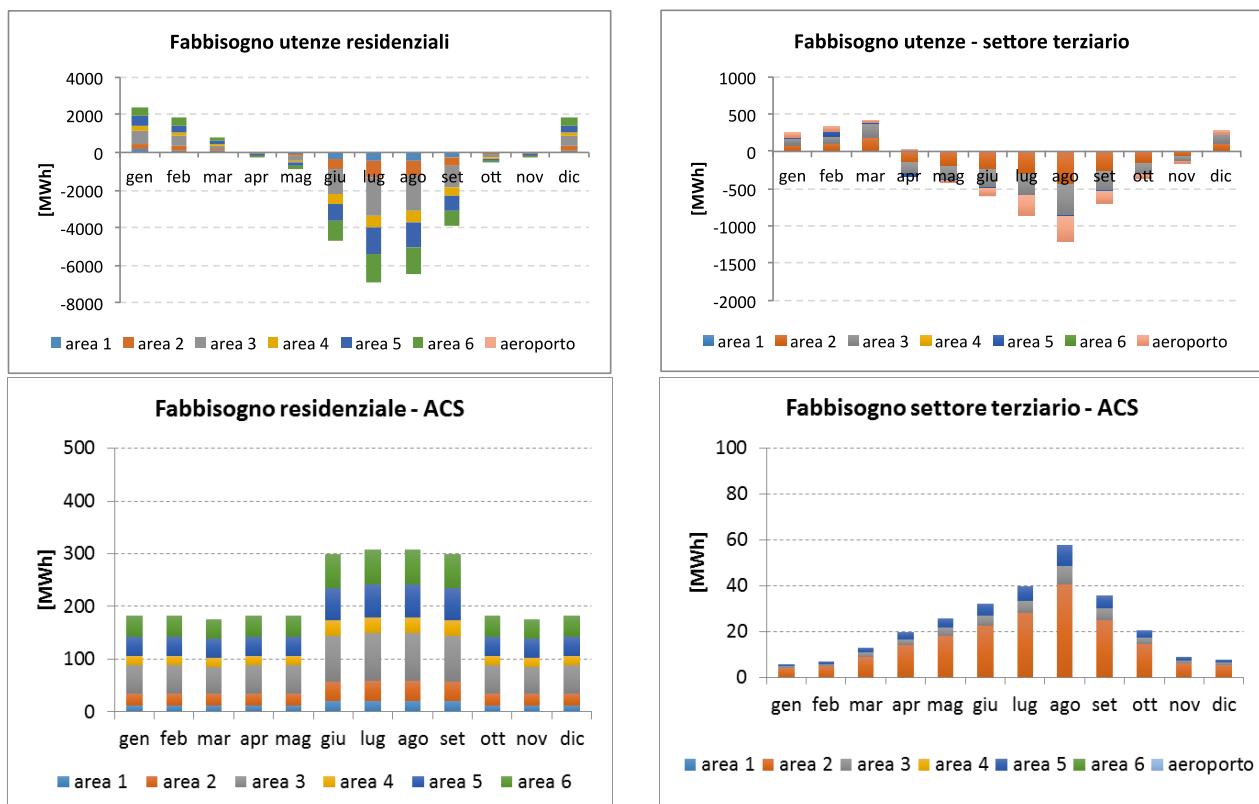 Fabbisogno utenze residenziali
4000
2000
0
-2000
-4000
-6000
-8000
[MWh]
gen feb mar apr mag giu lug ago set ott nov dic
area 1 area 2 area 3 area 4 area 5 area 6 aeroporto
Fabbisogno utenze - settore terziario
1000
500
0
-500
-1000
-1500
-2000
[MWh]
gen feb mar apr mag giu lug ago set ott nov dic
area 1 area 2 area 3 area 4 area 5 area 6 aeroporto
Fabbisogno residenziale - ACS
500
400
300
200
100
0
[MWh]
gen feb mar apr mag giu lug ago set ott nov dic
area 1 area 2 area 3 area 4 area 5 area 6
Fabbisogno settore terziario - ACS
100
80
60
40
20
0
[MWh]
gen feb mar apr mag giu lug ago set ott nov dic
area 1 area 2 area 3 area 4 area 5 area 6 aeroporto